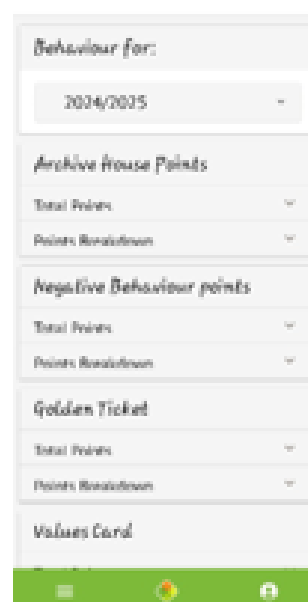 Behaviour for:
2024/2025
Archive House Points
Total Points
Points Breakdown
Negative Behaviour points
Total Points
Points Breakdown
Golden Ticket
Total Points
Points Breakdown
Values Card